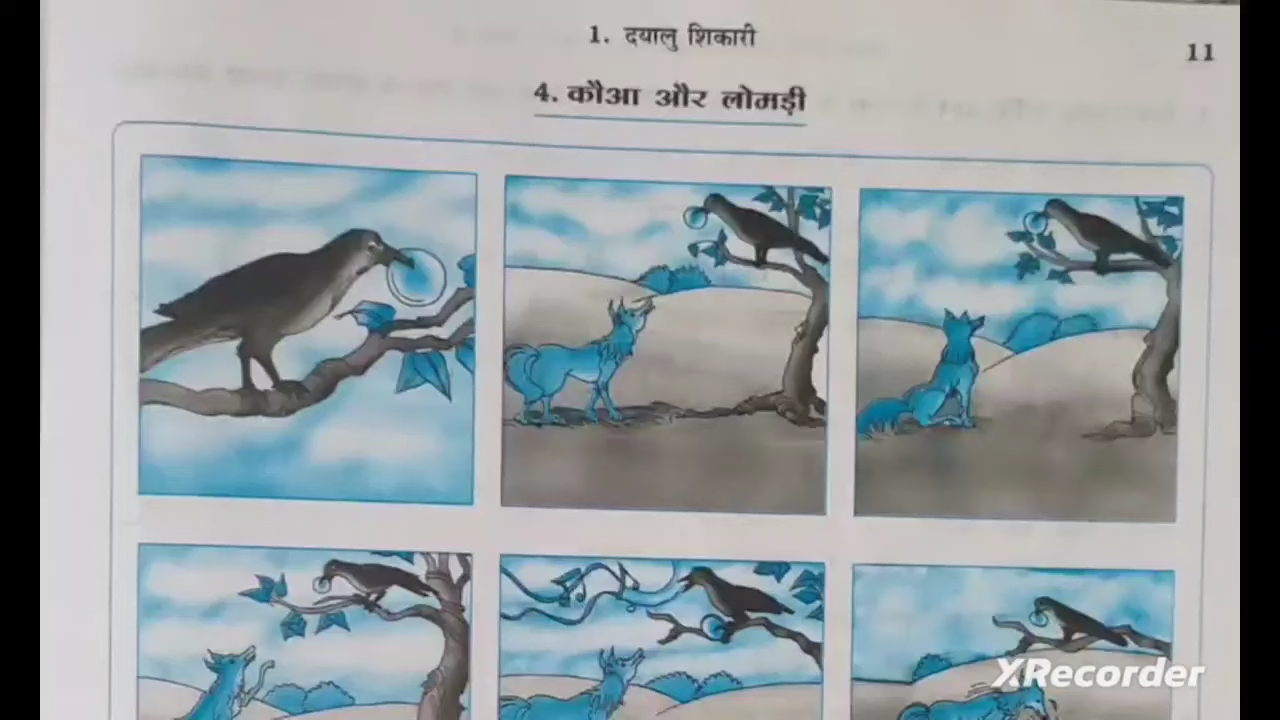 1. दयालु शिकारी
11
4. कौआ और लोमड़ी
XRecorder